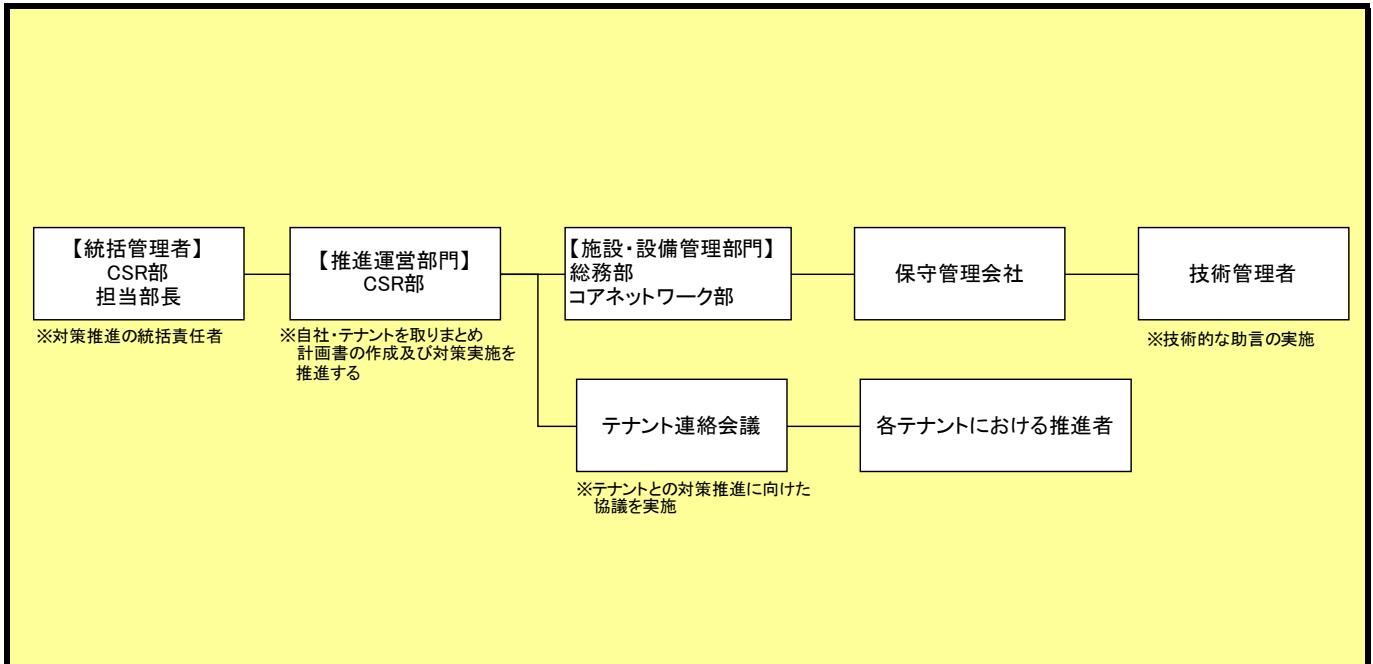 【統括管理者】
CSR部
担当部長
※対策推進の統括責任者
【推進運営部門】
CSR部
※自社・テナントを取りまとめ
計画書の作成及び対策実施を
推進する
【施設・設備管理部門】
総務部
コアネットワーク部
保守管理会社
技術管理者
※技術的な助言の実施
テナント連絡会議
※テナントとの対策推進に向けた
協議を実施
各テナントにおける推進者